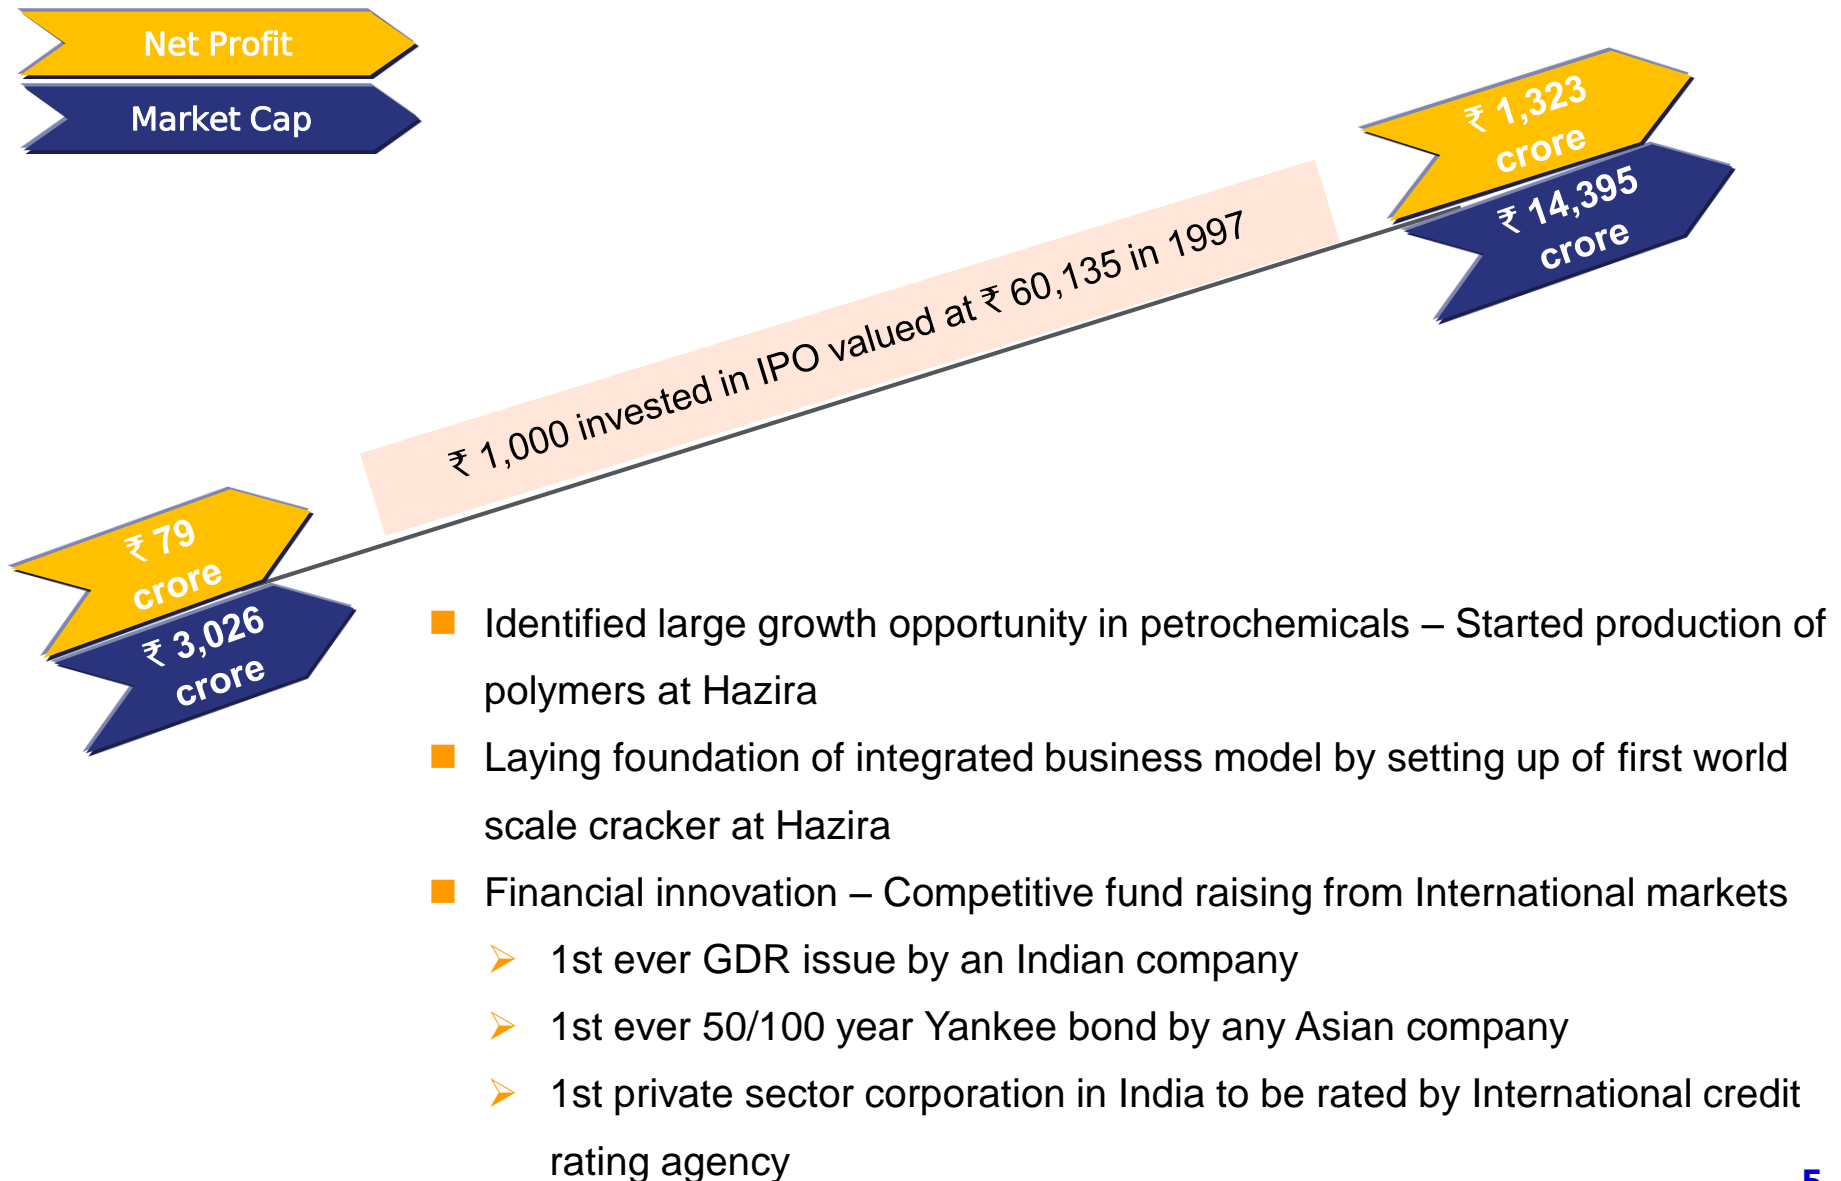 Net Profit
Market Cap
₹ 1,323
crore
₹ 14,395
crore
₹ 1,000 invested in IPO valued at ₹ 60,135 in 1997
₹ 79
crore
₹ 3,026
crore
Identified large growth opportunity in petrochemicals – Started production of
polymers at Hazira
Laying foundation of integrated business model by setting up of first world
scale cracker at Hazira
Financial innovation – Competitive fund raising from International markets
1st ever GDR issue by an Indian company
1st ever 50/100 year Yankee bond by any Asian company
1st private sector corporation in India to be rated by International credit
rating agency
5